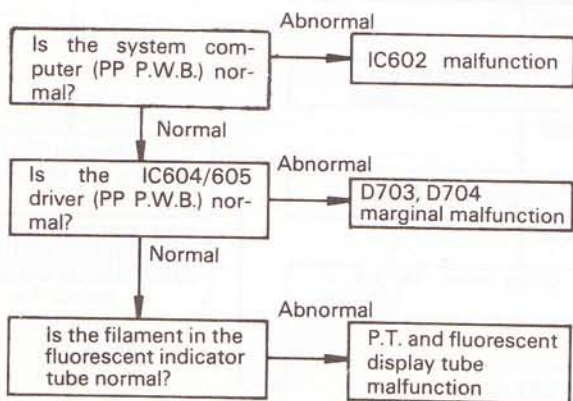 Abnormal
Is the system com-
puter (PP P.W.B.) nor-
mal?
IC602 malfunction
Normal
Is the IC604/605
driver (PP P.W.B.) nor-
mal?
Abnormal
D703, D704
marginal malfunction
Normal
Is the filament in the
fluorescent indicator
tube normal?
Abnormal
P.T. and fluorescent
display tube
malfunction